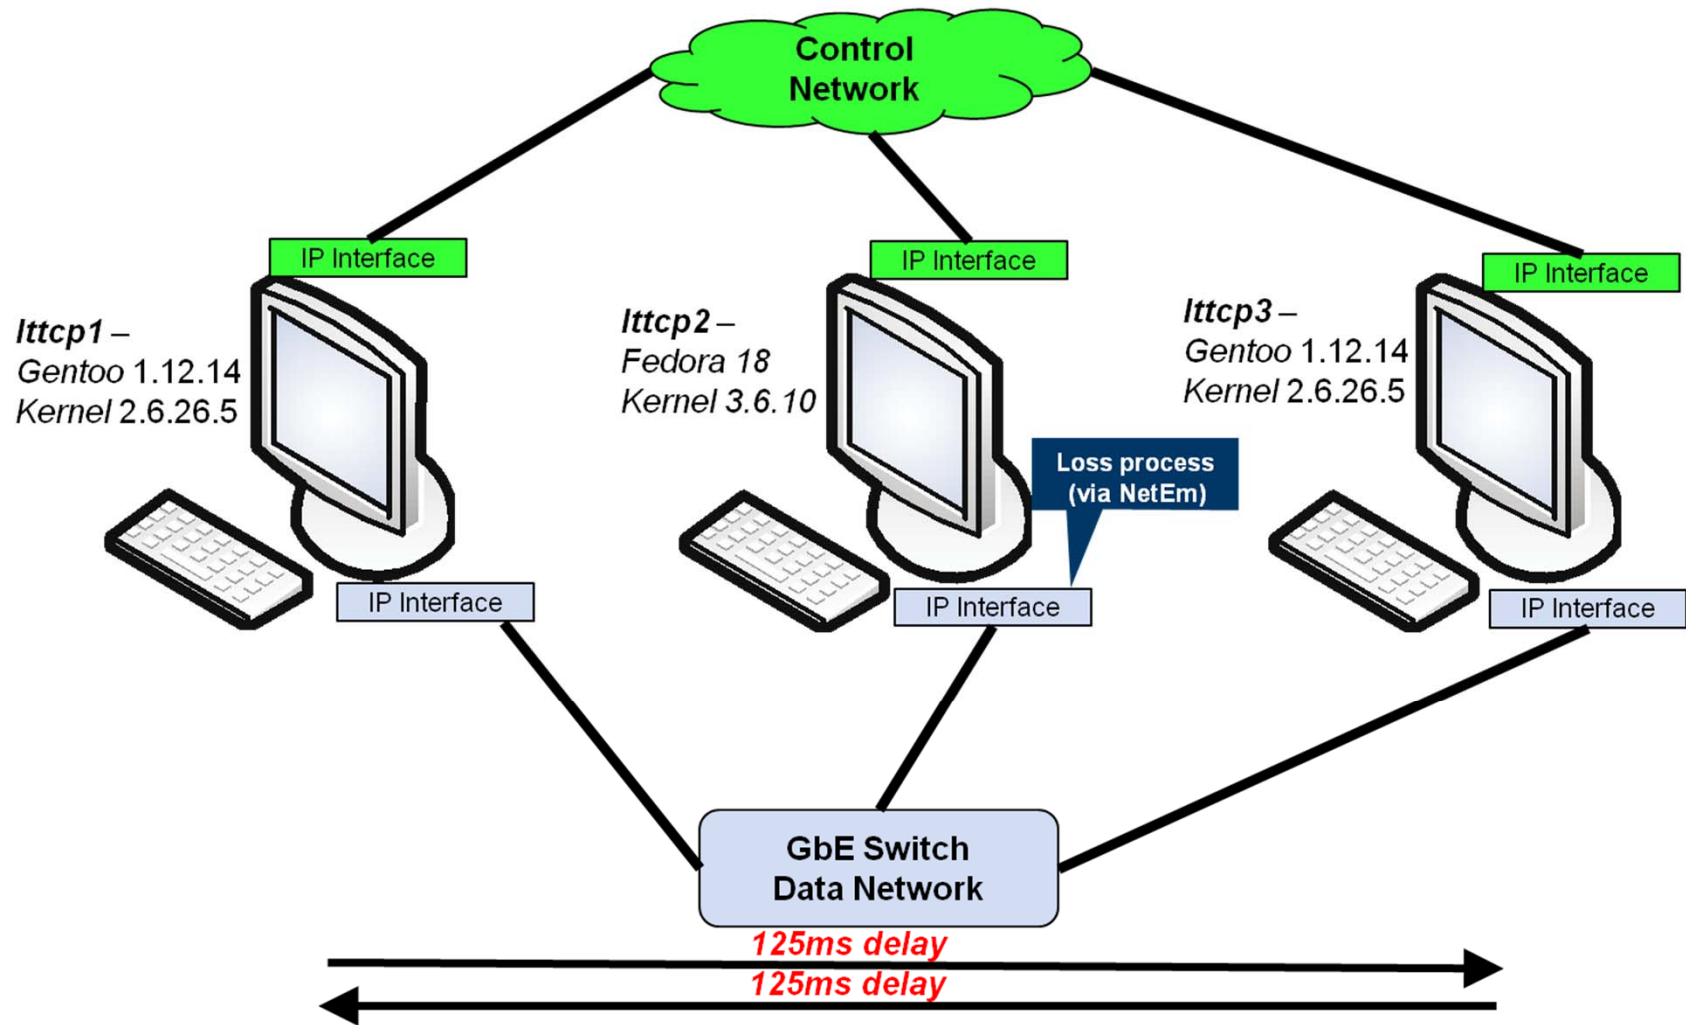 Control
Network
IP Interface
IP Interface
IP Interface
lttcp1 –
Gentoo 1.12.14
Kernel 2.6.26.5
lttcp2 –
Fedora 18
Kernel 3.6.10
lttcp3 –
Gentoo 1.12.14
Kernel 2.6.26.5
Loss process
(via NetEm)
IP Interface
IP Interface
IP Interface
GbE Switch
Data Network
125ms delay
125ms delay